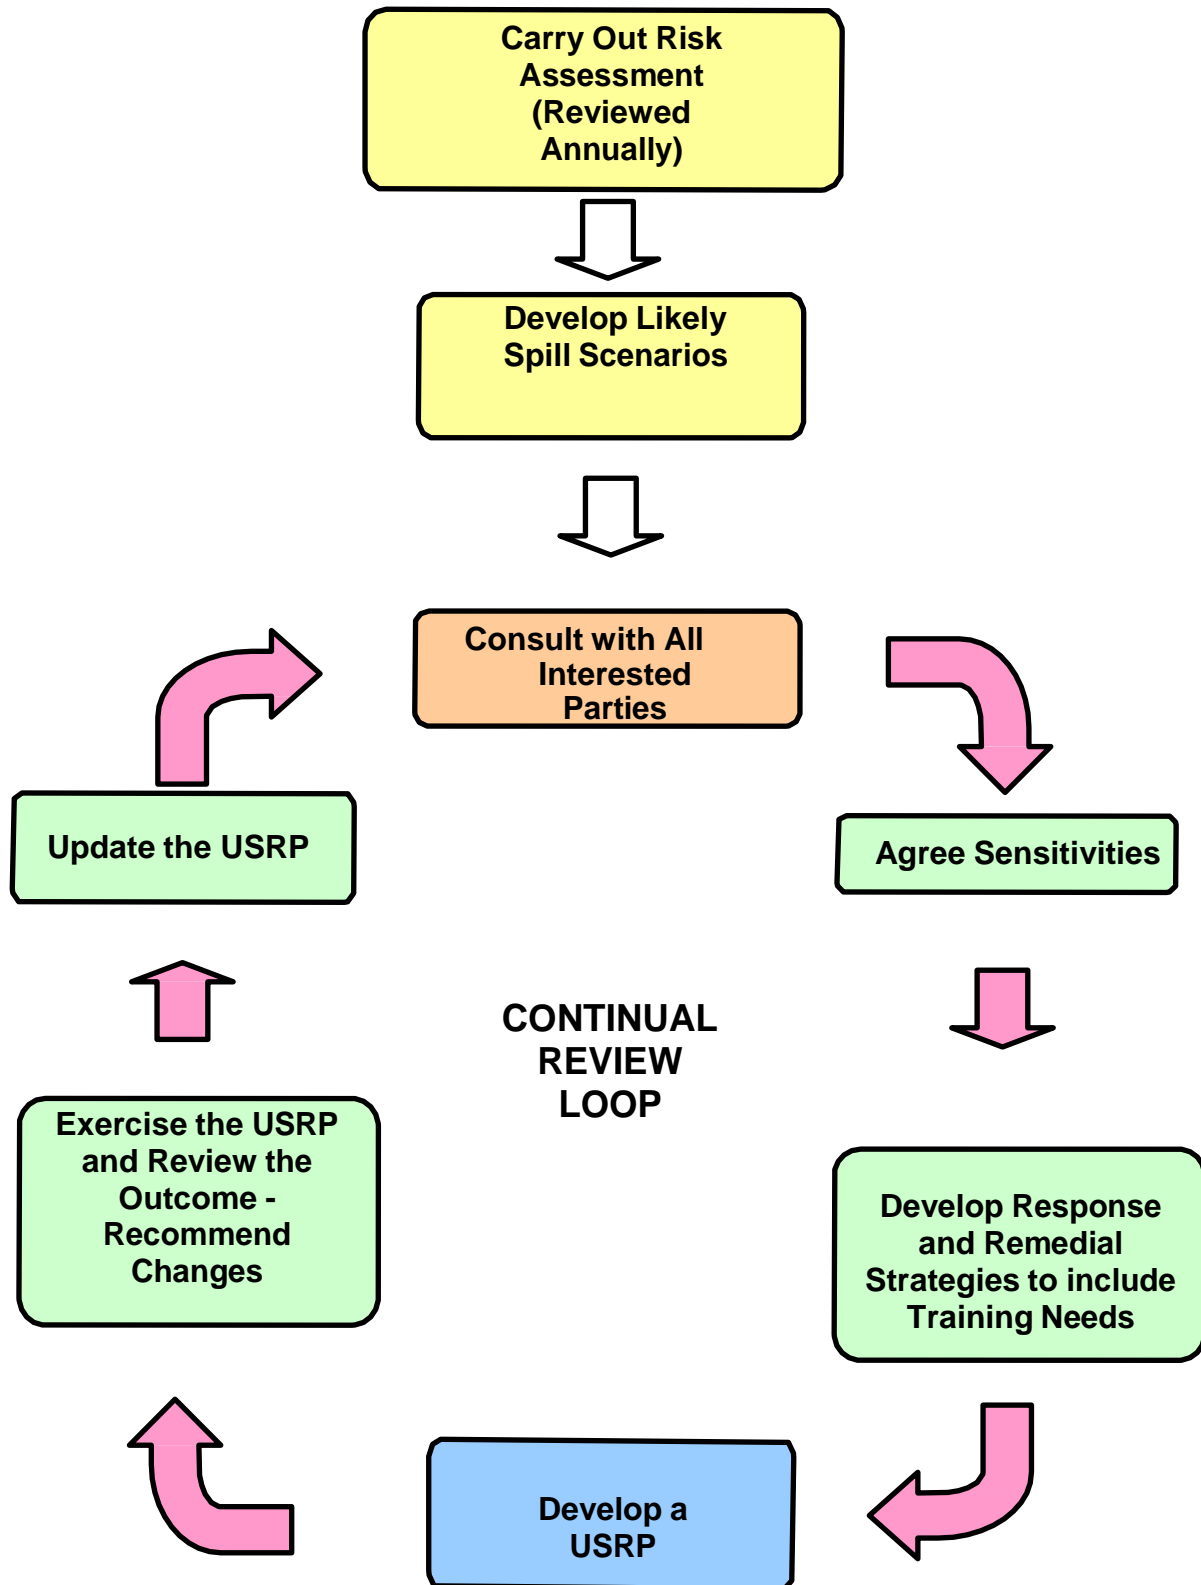 Carry Out Risk
Assessment
(Reviewed
Annually)
Develop Likely
Spill Scenarios
Consult with All
Interested
Parties
Update the USRP
Agree Sensitivities
CONTINUAL
REVIEW
LOOP
Exercise the USRP
and Review the
Outcome -
Recommend
Changes
Develop Response
and Remedial
Strategies to include
Training Needs
Develop a
USRP